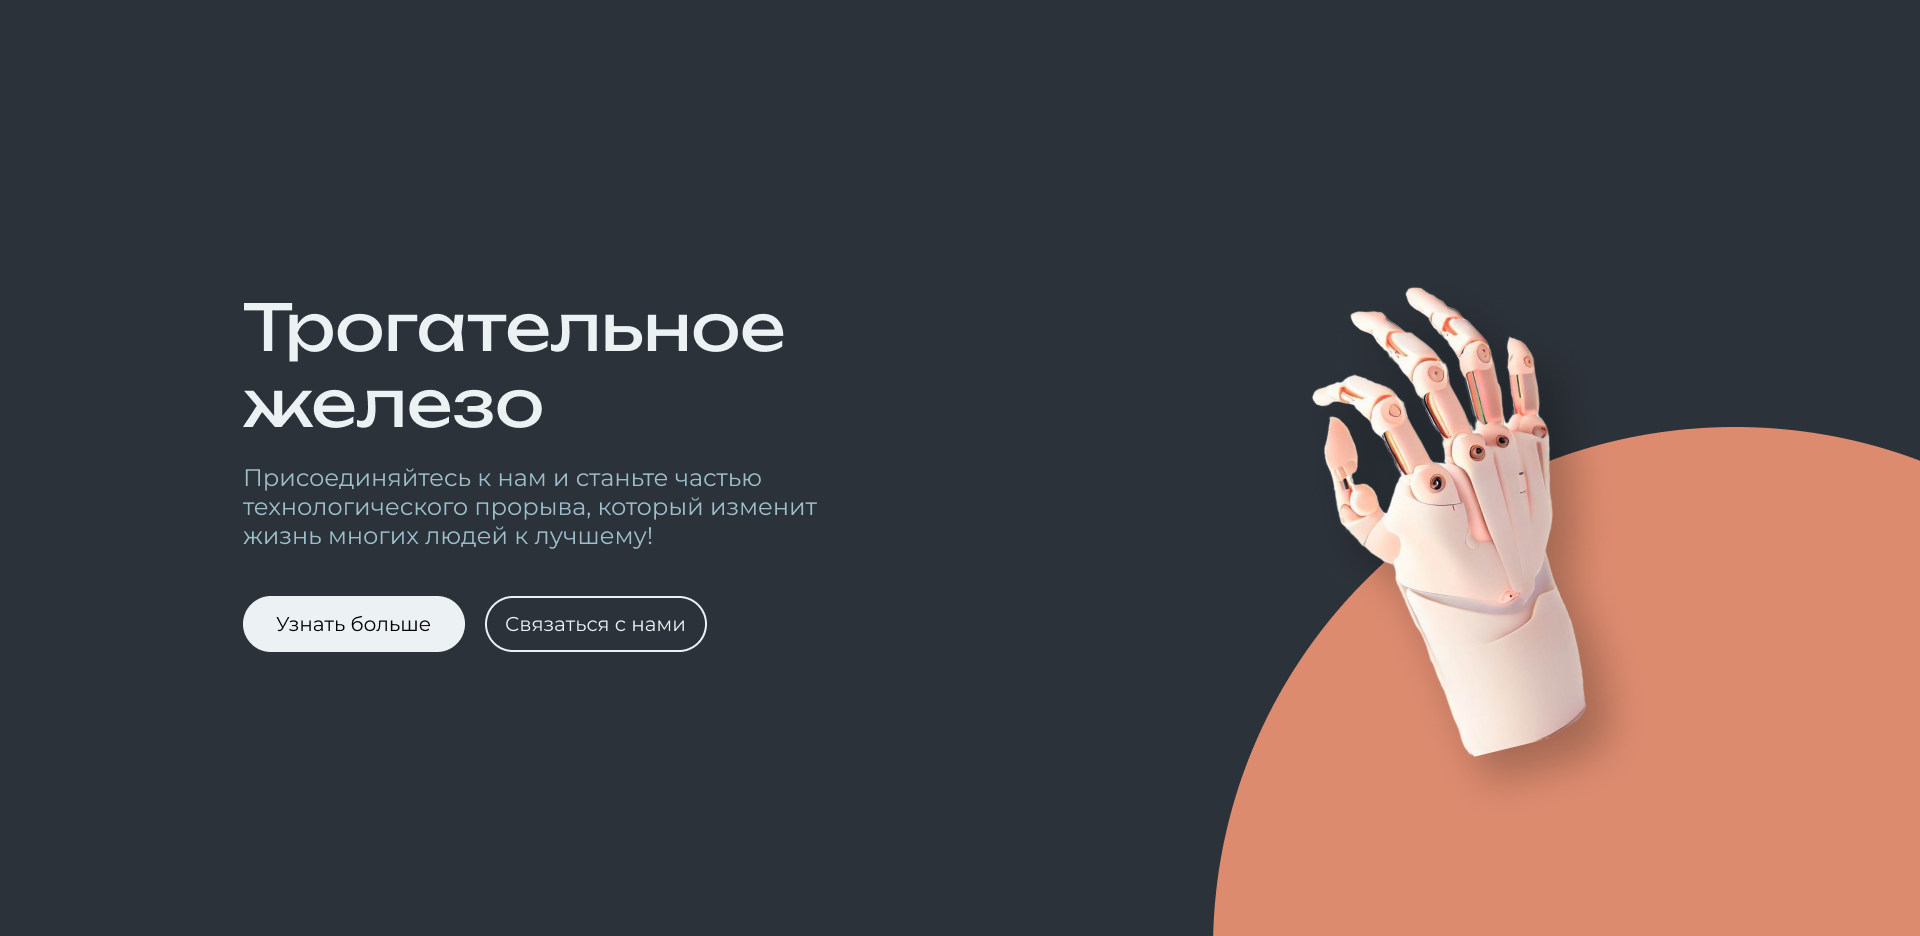 Трогательное
железо
Присоединяйтесь к нам и станьте частью
технологического прорыва, который изменит
жизнь многих людей к лучшему!
Узнать больше
Связаться с нами